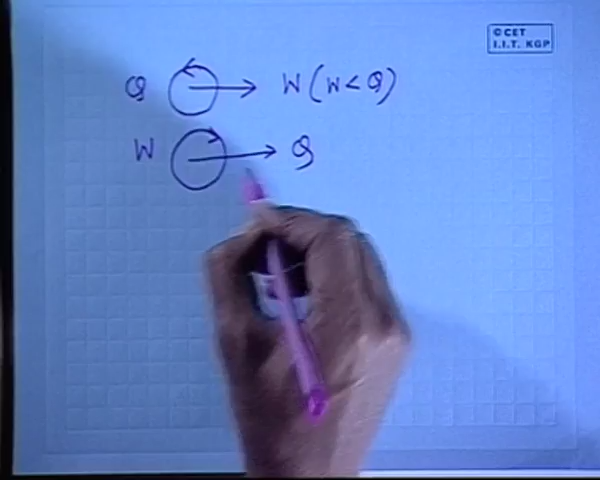 © CET
I.I.T. KGP
Q → W (W < Q)
W → Q